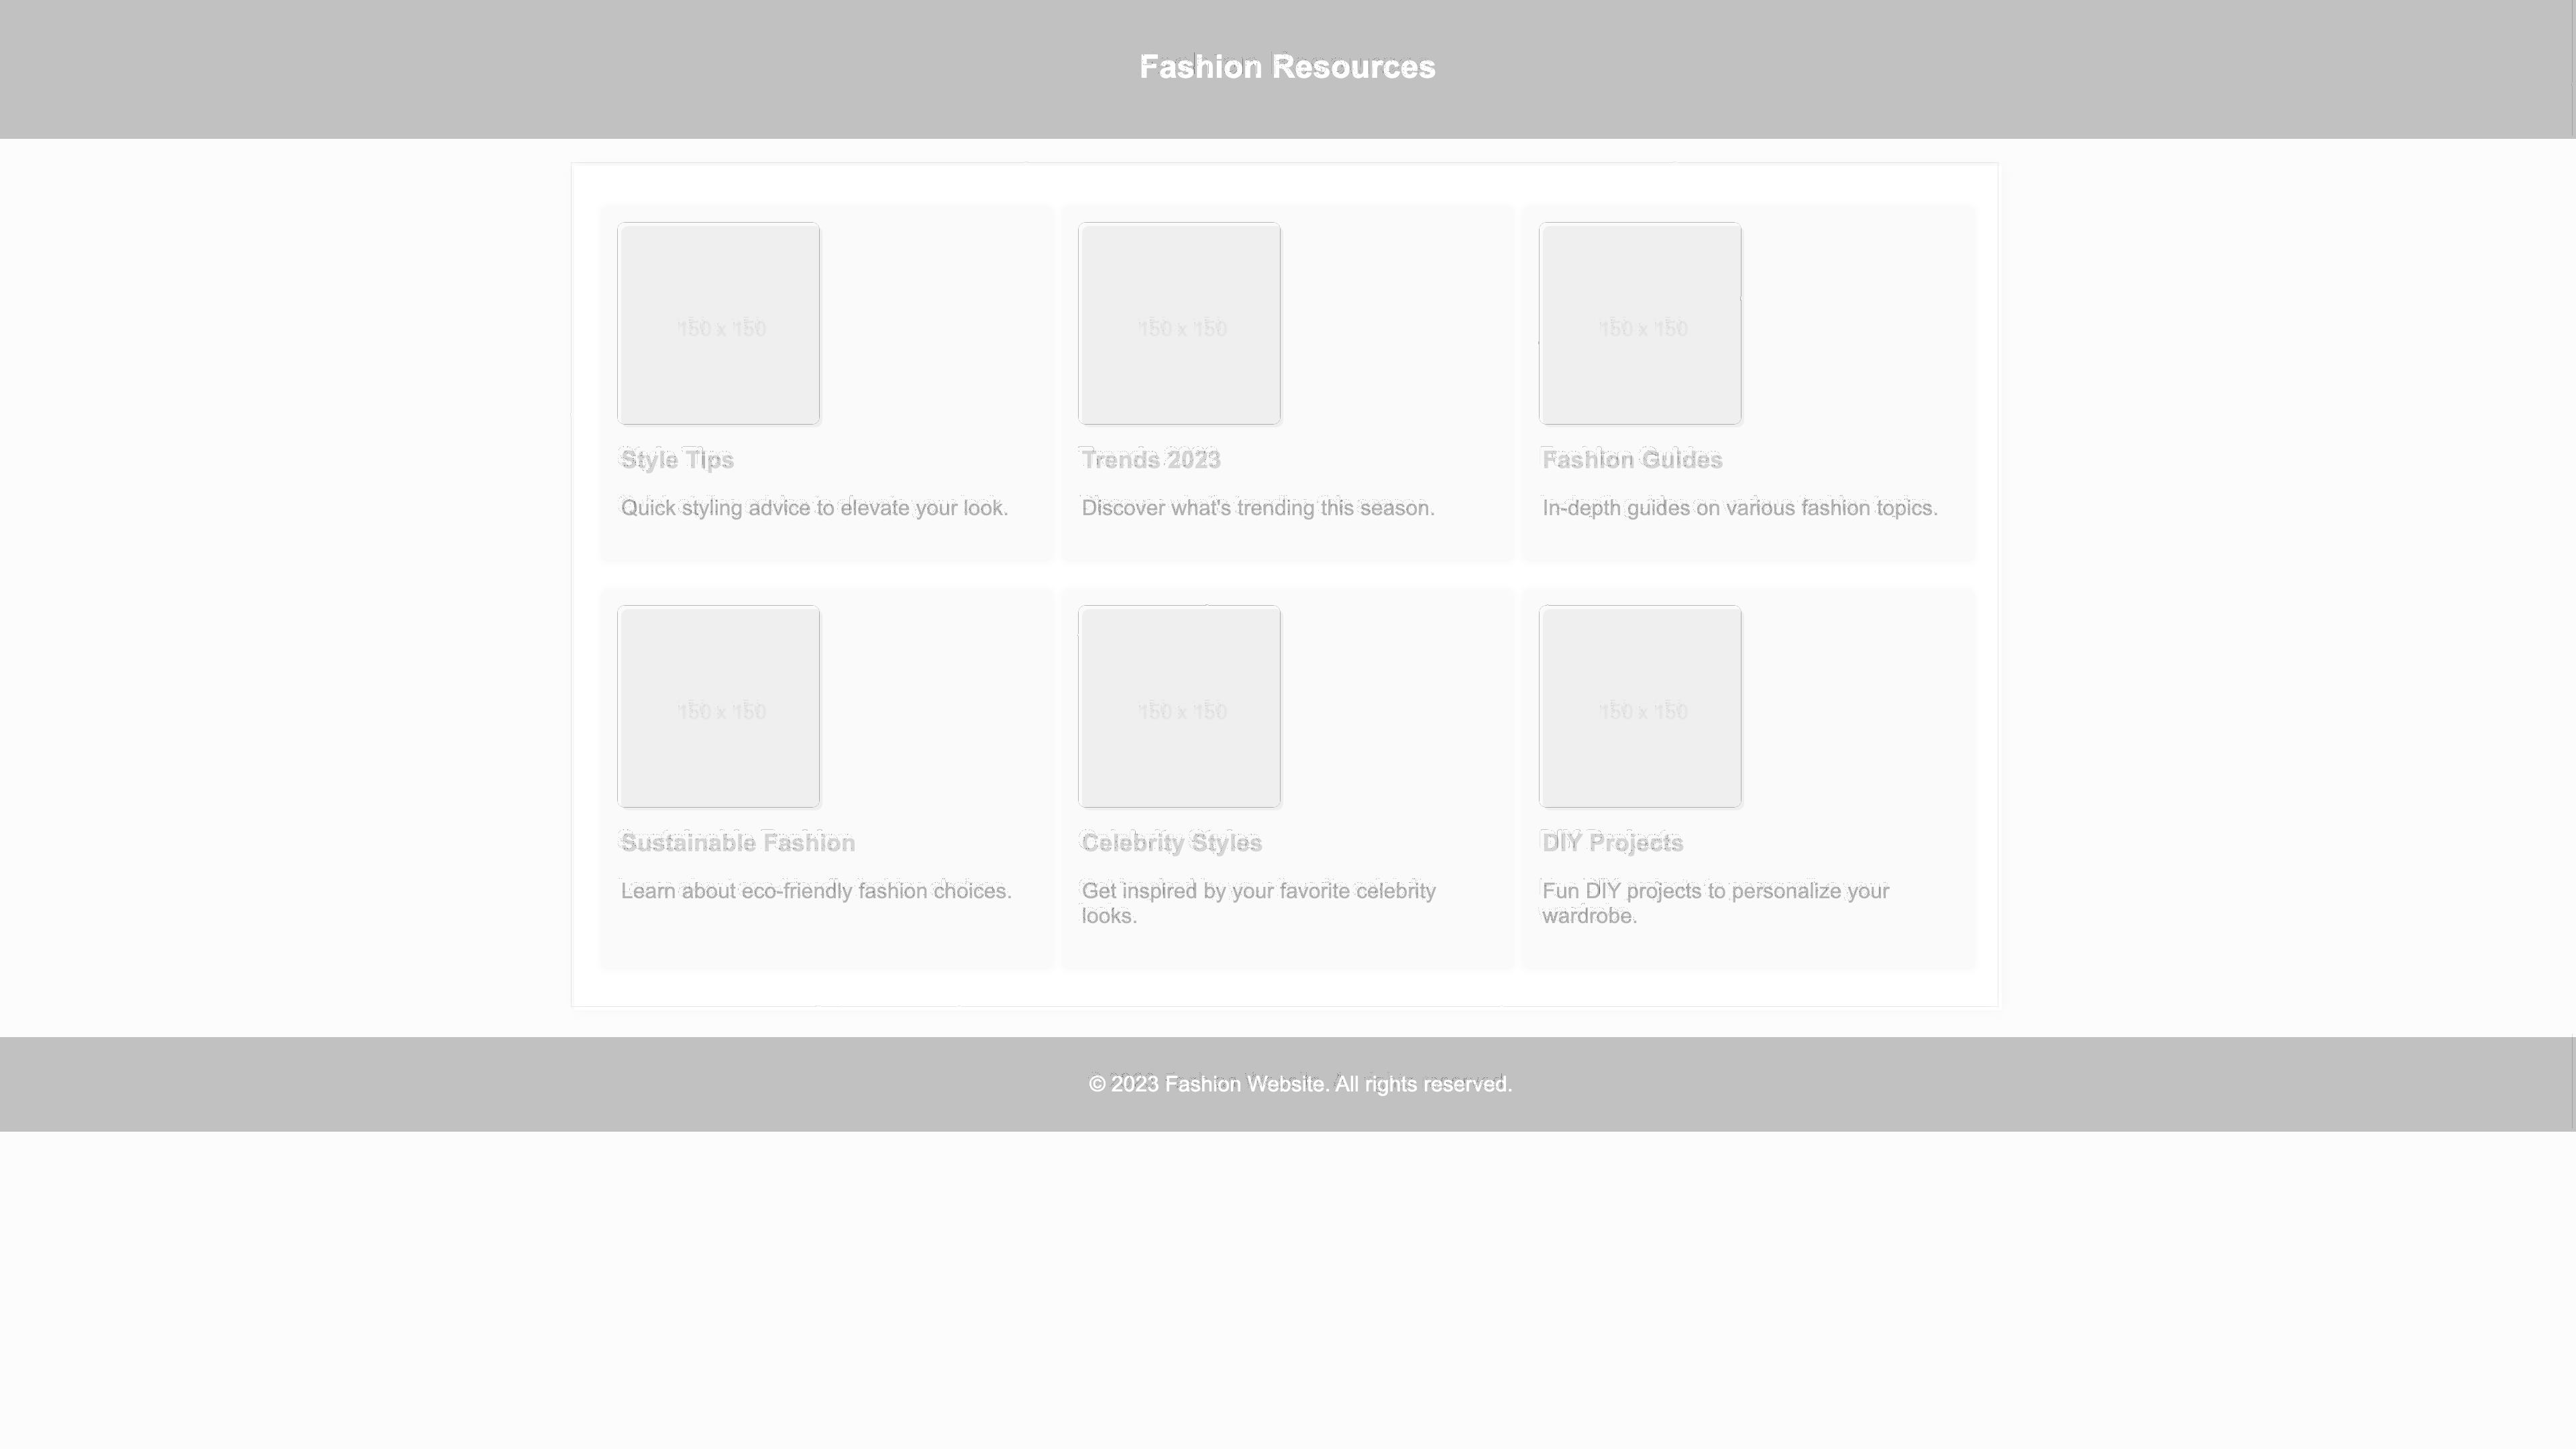 Fashion Resources
150 x 150
150 x 150
150 x 150
Style Tips
Trends 2023
Fashion Guides
Quick styling advice to elevate your look.
Discover what's trending this season.
In-depth guides on various fashion topics.
150 x 150
150 x 150
150 x 150
Sustainable Fashion
Celebrity Styles
DIY Projects
Learn about eco-friendly fashion choices.
Get inspired by your favorite celebrity
looks.
Fun DIY projects to personalize your
wardrobe.
© 2023 Fashion Website. All rights reserved.